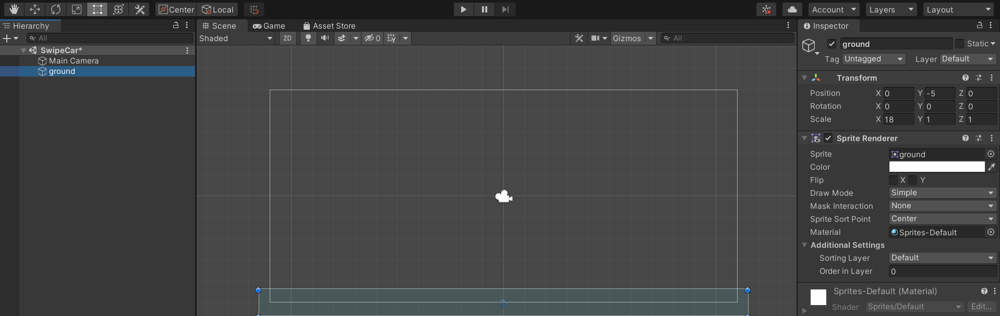 Center Local Account Layers Layout
Hierarchy Scene Game Asset Store Inspector
All Shaded 2D 0 Gizmos All
SwipeCar*
Main Camera
ground
ground Static
Tag Untagged Layer Default
Transform
Position X 0 Y -5 Z 0
Rotation X 0 Y 0 Z 0
Scale X 18 Y 1 Z 1
Sprite Renderer
Sprite ground
Color
Flip X Y
Draw Mode Simple
Mask Interaction None
Sprite Sort Point Center
Material Sprites-Default
Additional Settings
Sorting Layer Default
Order in Layer 0
Sprites-Default (Material)
Shader Sprites/Default Edit...